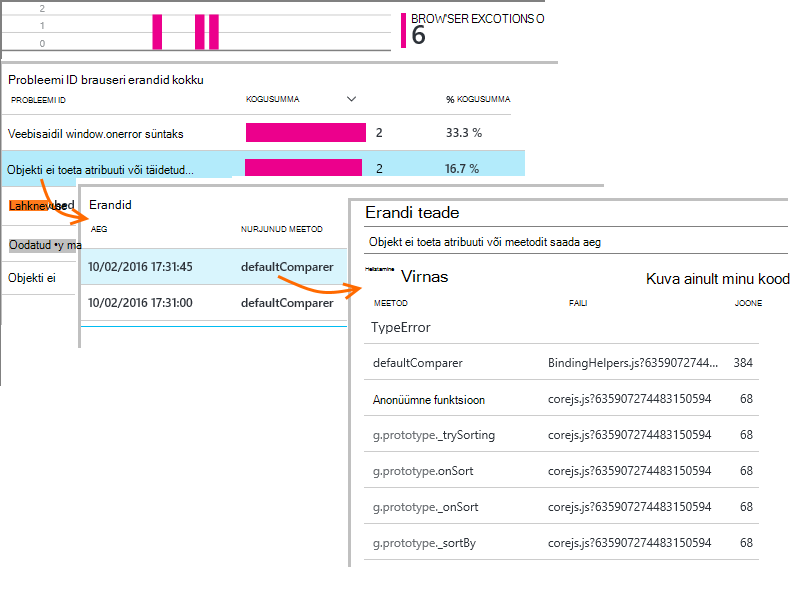 2
1
0
BROW'SER EXCOTIONS O
6
Probleemi ID brauseri erandid kokku
PROBLEEMI ID KOGUSUMMA % KOGUSUMMA
Veebisaidil window.onerror süntaks 2 33.3 %
Objekti ei toeta atribuuti või täidetud... 2 16.7 %
Oodatud •y ma
Objekti ei
Erandid
AEG NURJUNUD MEETOD
10/02/2016 17:31:45 defaultComparer
10/02/2016 17:31:00 defaultComparer
Erandi teade
Objekt ei toeta atribuuti või meetodit saada aeg
Helistamine Virnas Kuva ainult minu kood
MEETOD FAILI JOONE
TypeError
defaultComparer BindingHelpers.js?6359072744... 384
Anonüümne funktsioon corejs.js?635907274483150594 68
g.prototype._trySorting corejs.js?635907274483150594 68
g.prototype.onSort corejs.js?635907274483150594 68
g.prototype._onSort corejs.js?635907274483150594 68
g.prototype._sortBy corejs.js?635907274483150594 68